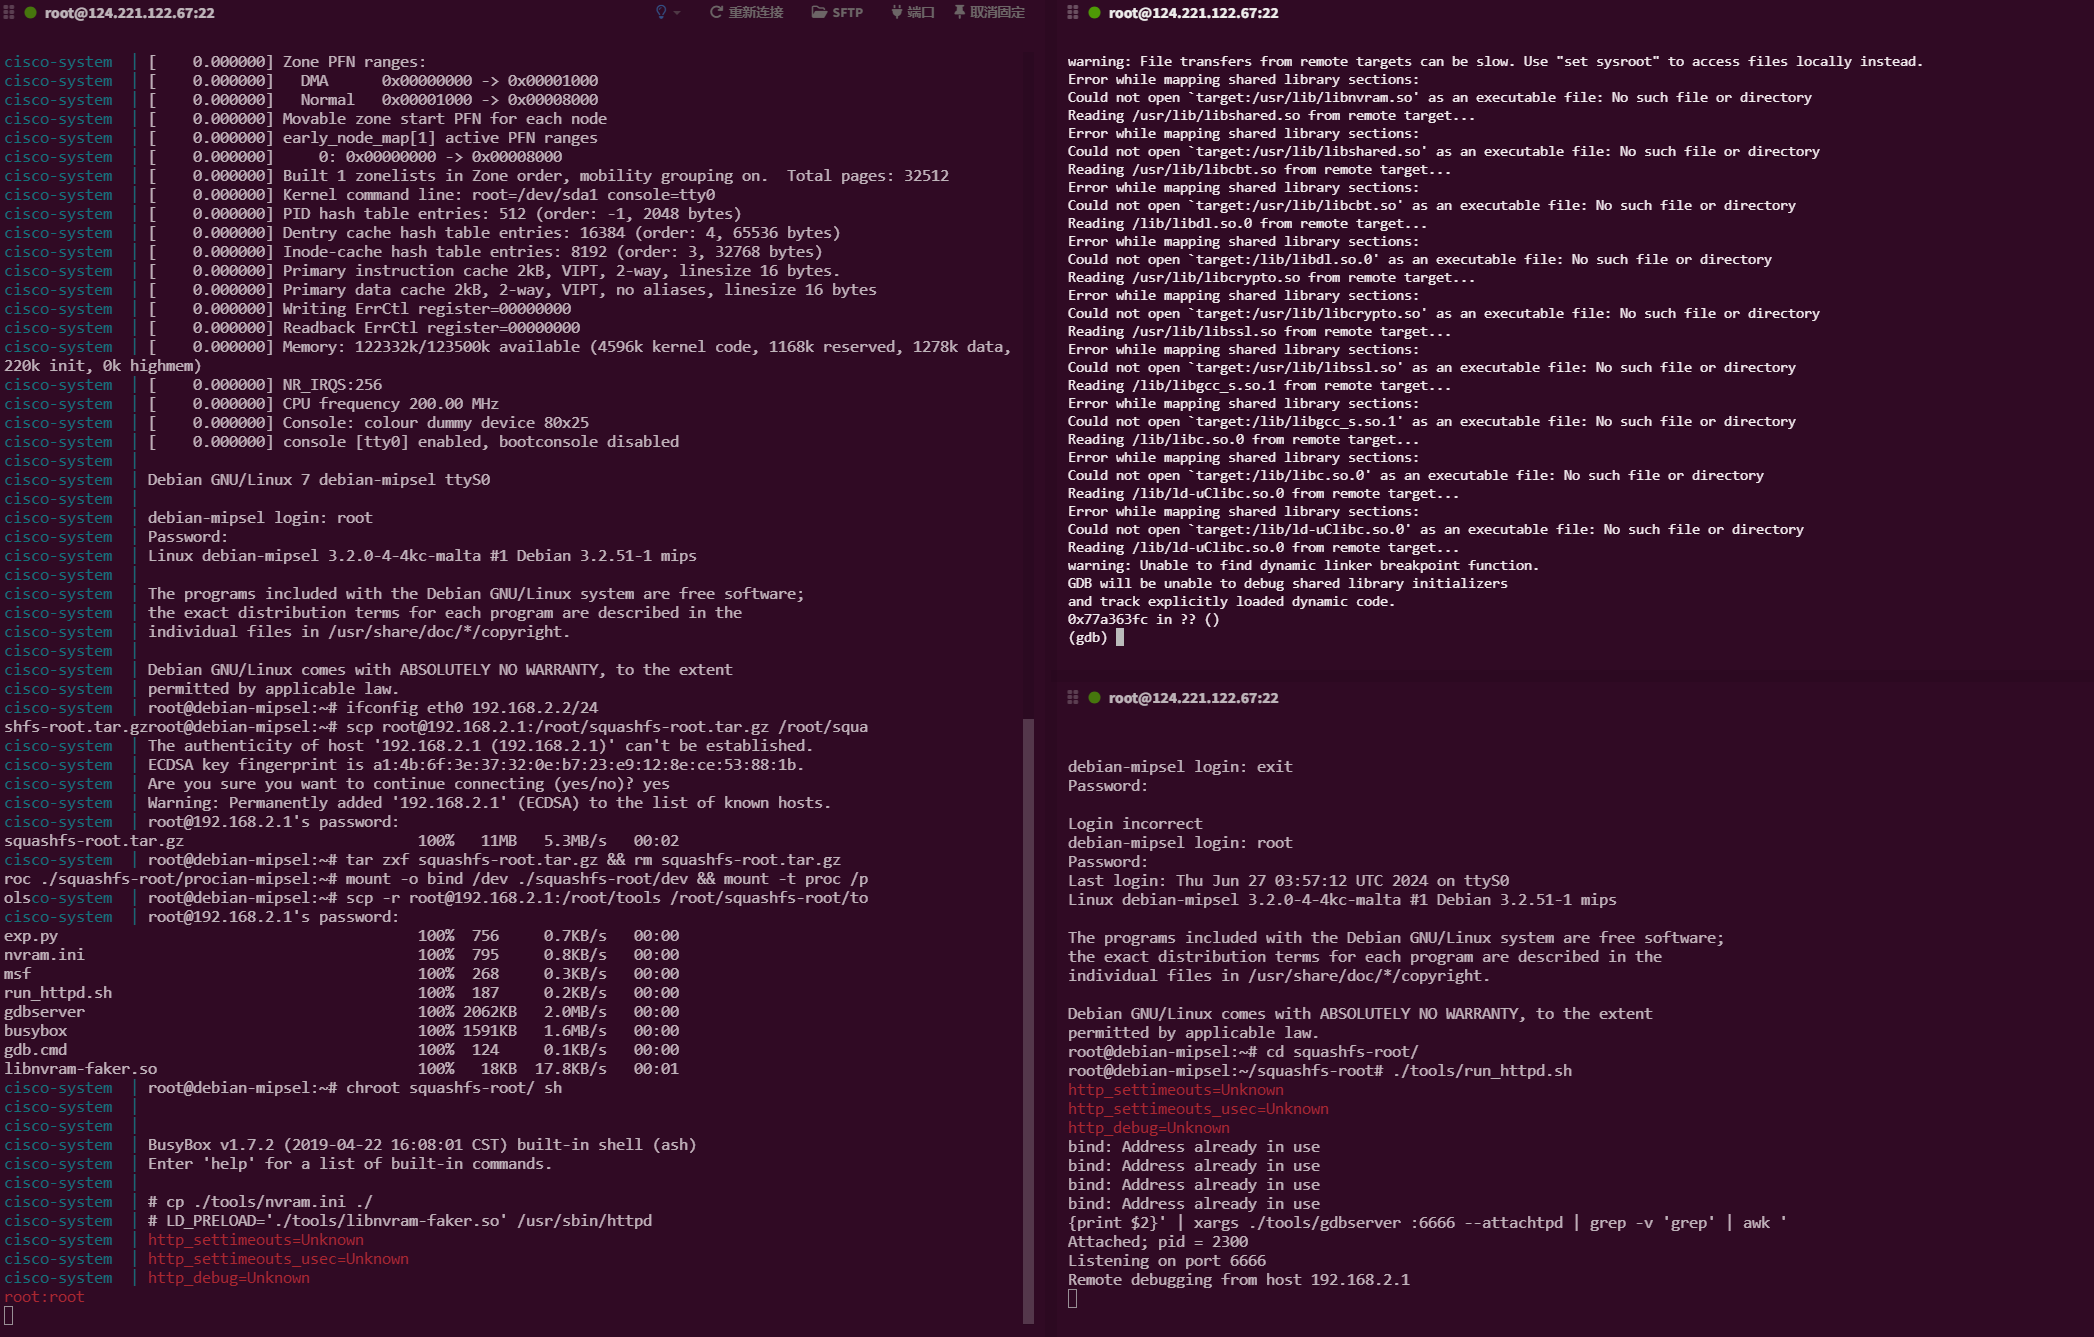 root@124.221.122.67:22
重新连接 SFTP 端口 取消固定
cisco-system | [    0.000000] Zone PFN ranges:
cisco-system | [    0.000000]   DMA      0x00000000 -> 0x00001000
cisco-system | [    0.000000]   Normal   0x00001000 -> 0x00008000
cisco-system | [    0.000000] Movable zone start PFN for each node
cisco-system | [    0.000000] early_node_map[1] active PFN ranges
cisco-system | [    0.000000]     0: 0x00000000 -> 0x00008000
cisco-system | [    0.000000] Built 1 zonelists in Zone order, mobility grouping on.  Total pages: 32512
cisco-system | [    0.000000] Kernel command line: root=/dev/sda1 console=tty0
cisco-system | [    0.000000] PID hash table entries: 512 (order: -1, 2048 bytes)
cisco-system | [    0.000000] Dentry cache hash table entries: 16384 (order: 4, 65536 bytes)
cisco-system | [    0.000000] Inode-cache hash table entries: 8192 (order: 3, 32768 bytes)
cisco-system | [    0.000000] Primary instruction cache 2kB, VIPT, 2-way, linesize 16 bytes.
cisco-system | [    0.000000] Primary data cache 2kB, 2-way, VIPT, no aliases, linesize 16 bytes
cisco-system | [    0.000000] Writing ErrCtl register=00000000
cisco-system | [    0.000000] Readback ErrCtl register=00000000
cisco-system | [    0.000000] Memory: 122332k/123500k available (4596k kernel code, 1168k reserved, 1278k data,
220k init, 0k highmem)
cisco-system | [    0.000000] NR_IRQS:256
cisco-system | [    0.000000] CPU frequency 200.00 MHz
cisco-system | [    0.000000] Console: colour dummy device 80x25
cisco-system | [    0.000000] console [tty0] enabled, bootconsole disabled
cisco-system |
cisco-system | Debian GNU/Linux 7 debian-mipsel ttyS0
cisco-system |
cisco-system | debian-mipsel login: root
cisco-system | Password:
cisco-system | Linux debian-mipsel 3.2.0-4-4kc-malta #1 Debian 3.2.51-1 mips
cisco-system |
cisco-system | The programs included with the Debian GNU/Linux system are free software;
cisco-system | the exact distribution terms for each program are described in the
cisco-system | individual files in /usr/share/doc/*/copyright.
cisco-system |
cisco-system | Debian GNU/Linux comes with ABSOLUTELY NO WARRANTY, to the extent
cisco-system | permitted by applicable law.
cisco-system | root@debian-mipsel:~# ifconfig eth0 192.168.2.2/24
shfs-root.tar.gzroot@debian-mipsel:~# scp root@192.168.2.1:/root/squashfs-root.tar.gz /root/squa
cisco-system | The authenticity of host '192.168.2.1 (192.168.2.1)' can't be established.
cisco-system | ECDSA key fingerprint is a1:4b:6f:3e:37:32:0e:b7:23:e9:12:8e:ce:53:88:1b.
cisco-system | Are you sure you want to continue connecting (yes/no)? yes
cisco-system | Warning: Permanently added '192.168.2.1' (ECDSA) to the list of known hosts.
cisco-system | root@192.168.2.1's password:
squashfs-root.tar.gz                          100%   11MB   5.3MB/s   00:02
cisco-system | root@debian-mipsel:~# tar zxf squashfs-root.tar.gz && rm squashfs-root.tar.gz
roc ./squashfs-root/procian-mipsel:~# mount -o bind /dev ./squashfs-root/dev && mount -t proc /p
olsco-system | root@debian-mipsel:~# scp -r root@192.168.2.1:/root/tools /root/squashfs-root/to
cisco-system | root@192.168.2.1's password:
exp.py                                        100%  756     0.7KB/s   00:00
nvram.ini                                     100%  795     0.8KB/s   00:00
msf                                           100%  268     0.3KB/s   00:00
run_httpd.sh                                  100%  187     0.2KB/s   00:00
gdbserver                                     100% 2062KB   2.0MB/s   00:00
busybox                                       100% 1591KB   1.6MB/s   00:00
gdb.cmd                                       100%  124     0.1KB/s   00:00
libnvram-faker.so                             100%   18KB  17.8KB/s   00:01
cisco-system | root@debian-mipsel:~# chroot squashfs-root/ sh
cisco-system |
cisco-system |
cisco-system | BusyBox v1.7.2 (2019-04-22 16:08:01 CST) built-in shell (ash)
cisco-system | Enter 'help' for a list of built-in commands.
cisco-system |
cisco-system | # cp ./tools/nvram.ini ./
cisco-system | # LD_PRELOAD='./tools/libnvram-faker.so' /usr/sbin/httpd
cisco-system | http_settimeouts=Unknown
cisco-system | http_settimeouts_usec=Unknown
cisco-system | http_debug=Unknown
root:root
root@124.221.122.67:22
warning: File transfers from remote targets can be slow. Use "set sysroot" to access files locally instead.
Error while mapping shared library sections:
Could not open `target:/usr/lib/libnvram.so' as an executable file: No such file or directory
Reading /usr/lib/libshared.so from remote target...
Error while mapping shared library sections:
Could not open `target:/usr/lib/libshared.so' as an executable file: No such file or directory
Reading /usr/lib/libcbt.so from remote target...
Error while mapping shared library sections:
Could not open `target:/usr/lib/libcbt.so' as an executable file: No such file or directory
Reading /lib/libdl.so.0 from remote target...
Error while mapping shared library sections:
Could not open `target:/lib/libdl.so.0' as an executable file: No such file or directory
Reading /usr/lib/libcrypto.so from remote target...
Error while mapping shared library sections:
Could not open `target:/usr/lib/libcrypto.so' as an executable file: No such file or directory
Reading /usr/lib/libssl.so from remote target...
Error while mapping shared library sections:
Could not open `target:/usr/lib/libssl.so' as an executable file: No such file or directory
Reading /lib/libgcc_s.so.1 from remote target...
Error while mapping shared library sections:
Could not open `target:/lib/libgcc_s.so.1' as an executable file: No such file or directory
Reading /lib/libc.so.0 from remote target...
Error while mapping shared library sections:
Could not open `target:/lib/libc.so.0' as an executable file: No such file or directory
Reading /lib/ld-uClibc.so.0 from remote target...
Error while mapping shared library sections:
Could not open `target:/lib/ld-uClibc.so.0' as an executable file: No such file or directory
Reading /lib/ld-uClibc.so.0 from remote target...
warning: Unable to find dynamic linker breakpoint function.
GDB will be unable to debug shared library initializers
and track explicitly loaded dynamic code.
0x77a363fc in ?? ()
(gdb)
root@124.221.122.67:22
debian-mipsel login: exit
Password:
Login incorrect
debian-mipsel login: root
Password:
Last login: Thu Jun 27 03:57:12 UTC 2024 on ttyS0
Linux debian-mipsel 3.2.0-4-4kc-malta #1 Debian 3.2.51-1 mips
The programs included with the Debian GNU/Linux system are free software;
the exact distribution terms for each program are described in the
individual files in /usr/share/doc/*/copyright.
Debian GNU/Linux comes with ABSOLUTELY NO WARRANTY, to the extent
permitted by applicable law.
root@debian-mipsel:~# cd squashfs-root/
root@debian-mipsel:~/squashfs-root# ./tools/run_httpd.sh
http_settimeouts=Unknown
http_settimeouts_usec=Unknown
http_debug=Unknown
bind: Address already in use
bind: Address already in use
bind: Address already in use
bind: Address already in use
{print $2}' | xargs ./tools/gdbserver :6666 --attachtpd | grep -v 'grep' | awk '
Attached; pid = 2300
Listening on port 6666
Remote debugging from host 192.168.2.1